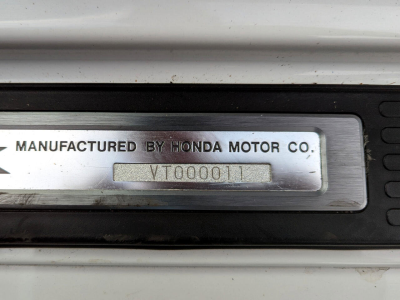 MANUFACTURED BY HONDA MOTOR CO.
VT000011